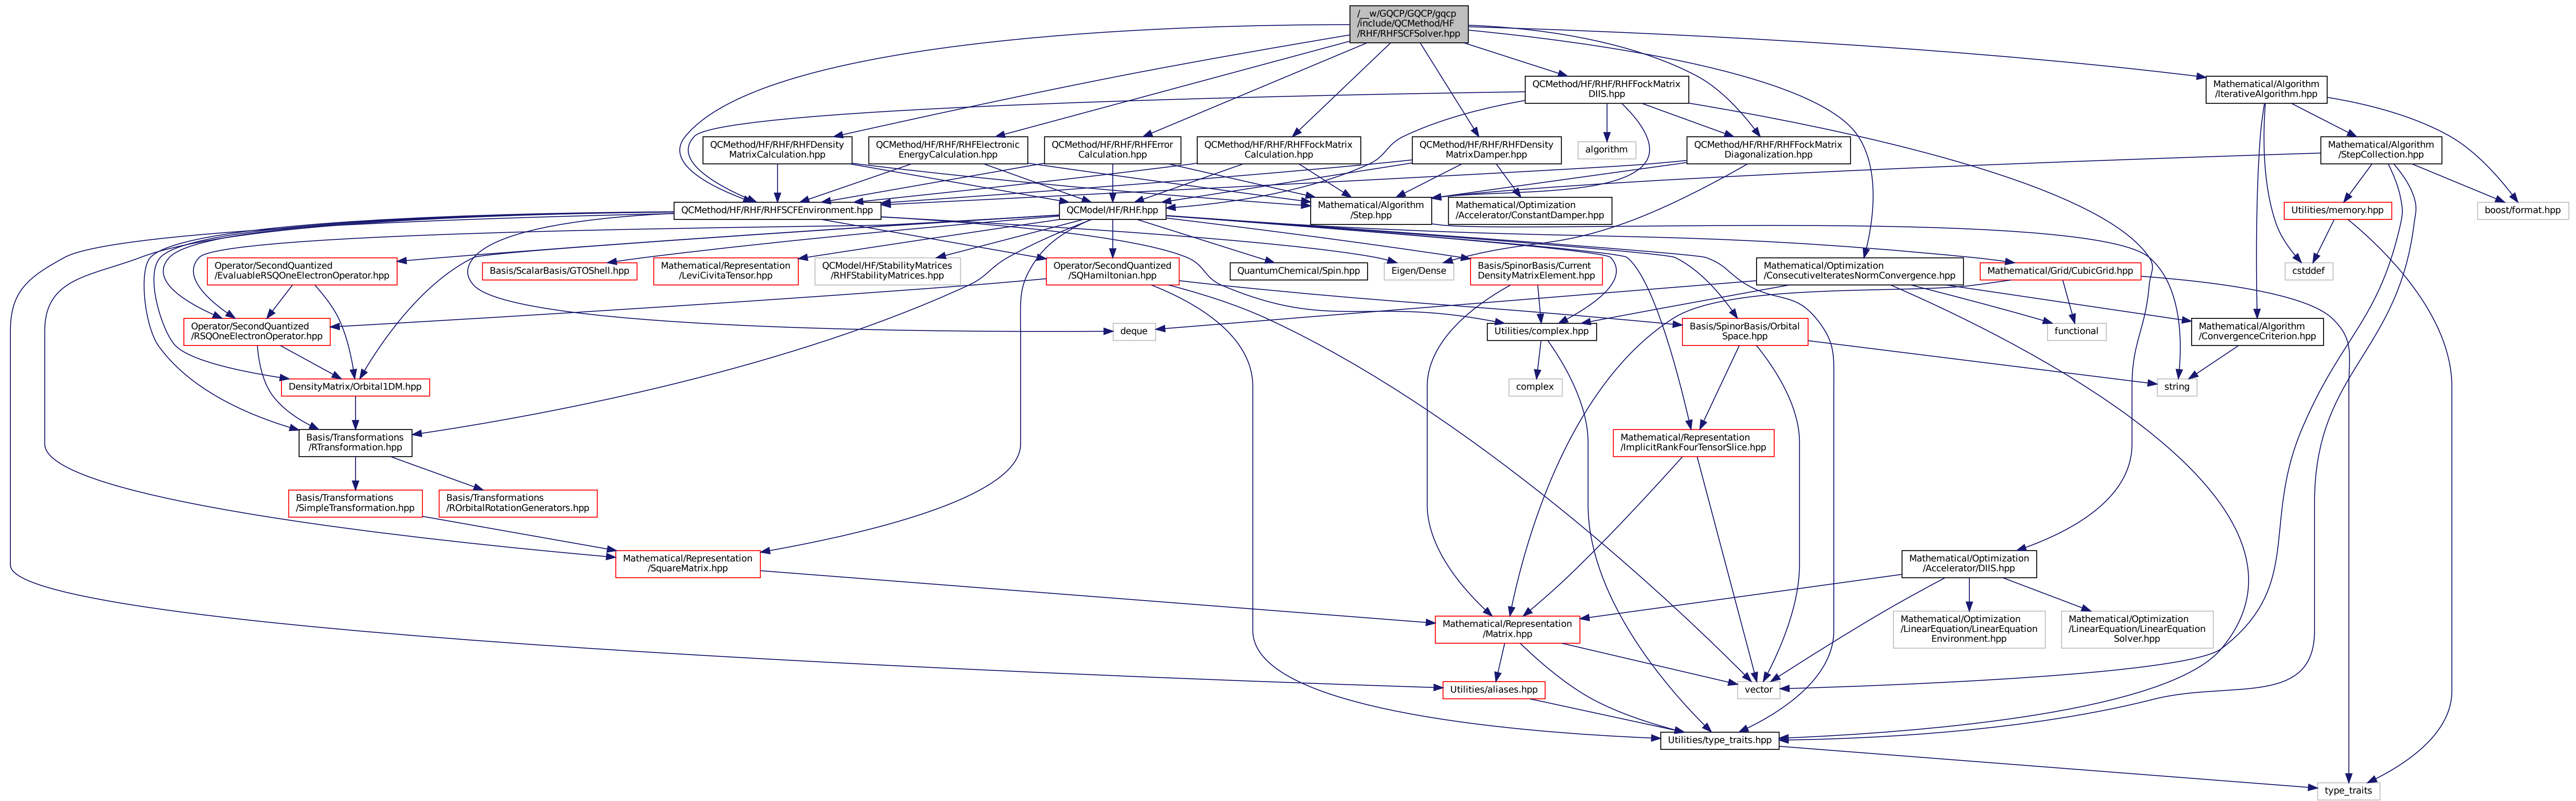 /__w/GQCP/GQCP/gqcp
/include/QCMethod/HF
/RHF/RHFSCFSolver.hpp
QCMethod/HF/RHF/RHFFockMatrix
DIIS.hpp
Mathematical/Algorithm
/IterativeAlgorithm.hpp
QCMethod/HF/RHF/RHFDensity
MatrixCalculation.hpp
QCMethod/HF/RHF/RHFElectronic
EnergyCalculation.hpp
QCMethod/HF/RHF/RHFError
Calculation.hpp
QCMethod/HF/RHF/RHFFockMatrix
Calculation.hpp
QCMethod/HF/RHF/RHFDensity
MatrixDamper.hpp
algorithm
QCMethod/HF/RHF/RHFFockMatrix
Diagonalization.hpp
Mathematical/Algorithm
/StepCollection.hpp
QCMethod/HF/RHF/RHFSCFEnvironment.hpp
QCModel/HF/RHF.hpp
Mathematical/Algorithm
/Step.hpp
Mathematical/Optimization
/Accelerator/ConstantDamper.hpp
Utilities/memory.hpp
boost/format.hpp
Operator/SecondQuantized
/EvaluableRSQOneElectronOperator.hpp
Basis/ScalarBasis/GTOShell.hpp
Mathematical/Representation
/LeviCivitaTensor.hpp
QCModel/HF/StabilityMatrices
/RHFStabilityMatrices.hpp
Operator/SecondQuantized
/SQHamiltonian.hpp
QuantumChemical/Spin.hpp
Eigen/Dense
Basis/SpinorBasis/Current
DensityMatrixElement.hpp
Mathematical/Optimization
/ConsecutiveIteratesNormConvergence.hpp
Mathematical/Grid/CubicGrid.hpp
cstddef
Operator/SecondQuantized
/RSQOneElectronOperator.hpp
deque
Utilities/complex.hpp
Basis/SpinorBasis/Orbital
Space.hpp
functional
Mathematical/Algorithm
/ConvergenceCriterion.hpp
DensityMatrix/Orbital1DM.hpp
complex
string
Basis/Transformations
/RTransformation.hpp
Mathematical/Representation
/ImplicitRankFourTensorSlice.hpp
Basis/Transformations
/SimpleTransformation.hpp
Basis/Transformations
/ROrbitalRotationGenerators.hpp
Mathematical/Representation
/SquareMatrix.hpp
Mathematical/Optimization
/Accelerator/DIIS.hpp
Mathematical/Representation
/Matrix.hpp
Mathematical/Optimization
/LinearEquation/LinearEquation
Environment.hpp
Mathematical/Optimization
/LinearEquation/LinearEquation
Solver.hpp
Utilities/aliases.hpp
vector
Utilities/type_traits.hpp
type_traits